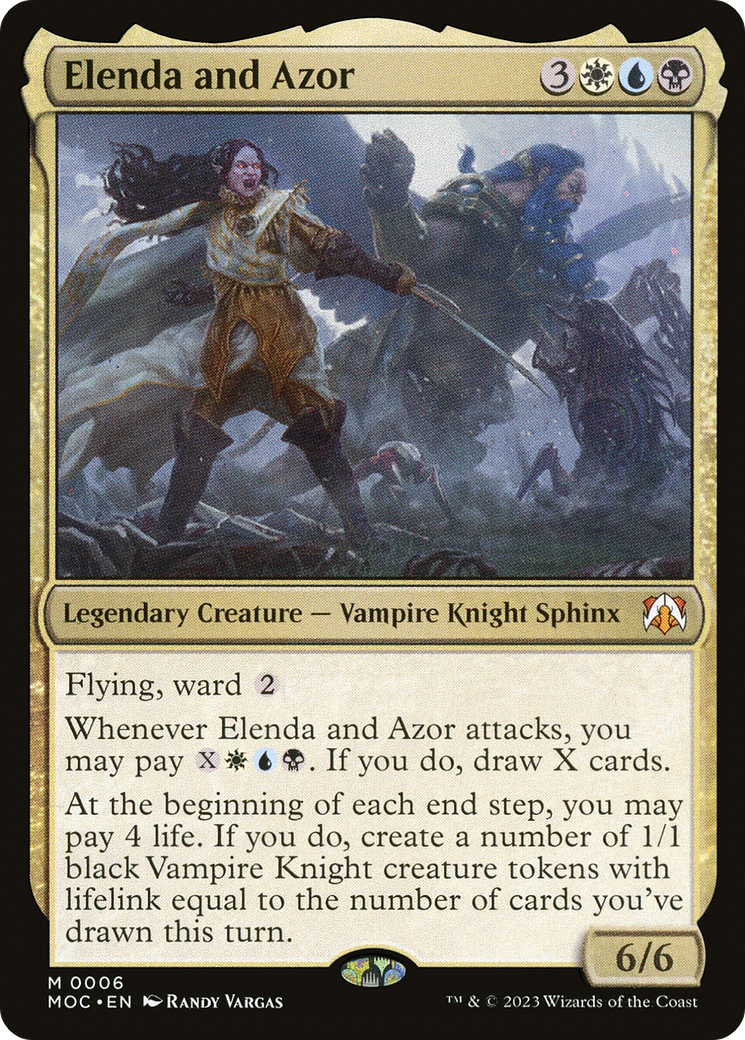 Elenda and Azor 3
Legendary Creature — Vampire Knight Sphinx
Flying, ward 2
Whenever Elenda and Azor attacks, you
may pay X. If you do, draw X cards.
At the beginning of each end step, you may
pay 4 life. If you do, create a number of 1/1
black Vampire Knight creature tokens with
lifelink equal to the number of cards you've
drawn this turn.
6/6
M 0006
MOC • EN RANDY VARGAS
™ & © 2023 Wizards of the Coast